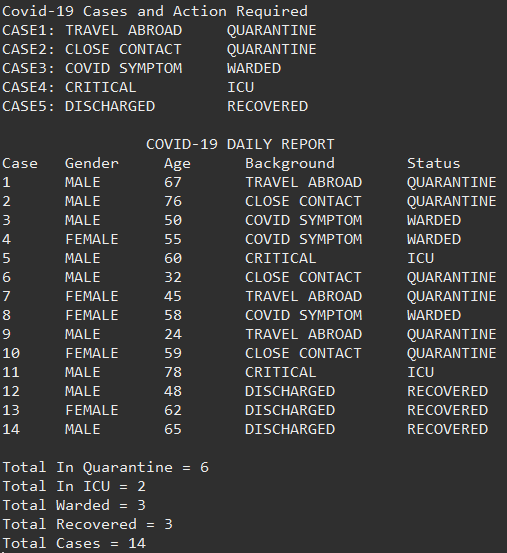 Covid-19 Cases and Action Required
CASE1: TRAVEL ABROAD     QUARANTINE
CASE2: CLOSE CONTACT     QUARANTINE
CASE3: COVID SYMPTOM     WARDED
CASE4: CRITICAL          ICU
CASE5: DISCHARGED        RECOVERED
COVID-19 DAILY REPORT
Case   Gender     Age      Background        Status
1      MALE       67       TRAVEL ABROAD     QUARANTINE
2      MALE       76       CLOSE CONTACT     QUARANTINE
3      MALE       50       COVID SYMPTOM     WARDED
4      FEMALE     55       COVID SYMPTOM     WARDED
5      MALE       60       CRITICAL          ICU
6      MALE       32       CLOSE CONTACT     QUARANTINE
7      FEMALE     45       TRAVEL ABROAD     QUARANTINE
8      FEMALE     58       COVID SYMPTOM     WARDED
9      MALE       24       TRAVEL ABROAD     QUARANTINE
10     FEMALE     59       CLOSE CONTACT     QUARANTINE
11     MALE       78       CRITICAL          ICU
12     MALE       48       DISCHARGED        RECOVERED
13     FEMALE     62       DISCHARGED        RECOVERED
14     MALE       65       DISCHARGED        RECOVERED
Total In Quarantine = 6
Total In ICU = 2
Total Warded = 3
Total Recovered = 3
Total Cases = 14